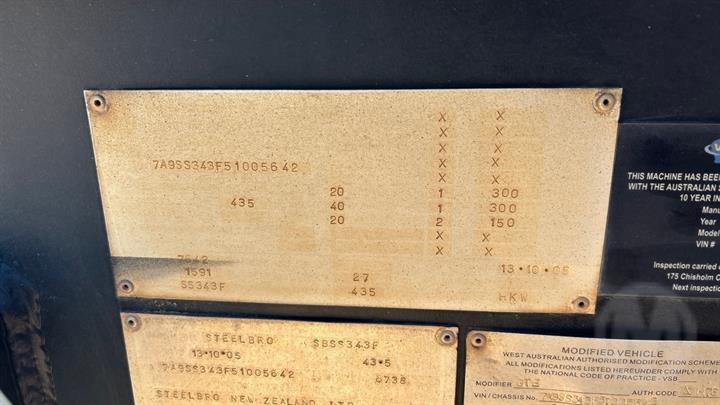 X X
X X
X X
X X
7A9SS343F51005642 X X
20 1 300
435 40 1 300
20 2 150
X X
X X
7642
1591 27 13•10•05
SS343F 435 HKW
STEELBRO SBSS343F
13•10•05 43•5
7A9SS343F51005642 6738
STEELBRO NEW ZEALAND LTD
THIS MACHINE HAS BEEN
WITH THE AUSTRALIAN S
10 YEAR IN
Manu
Year
Model
VIN #
Inspection carried
175 Chisholm C
Next inspecti
MODIFIED VEHICLE
WEST AUSTRALIAN AUTHORISED MODIFICATION SCHEME
ALL MODIFICATIONS LISTED HEREUNDER COMPLY WITH
THE NATIONAL CODE OF PRACTICE - VSB
MODIFIER GTE AUTH CODE
VIN / CHASSIS No.